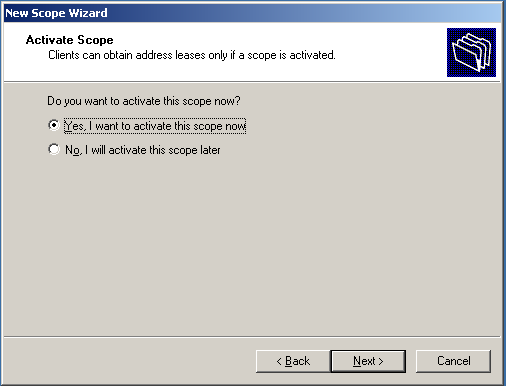 New Scope Wizard
Activate Scope
Clients can obtain address leases only if a scope is activated.
Do you want to activate this scope now?
Yes, I want to activate this scope now
No, I will activate this scope later
< Back
Next >
Cancel